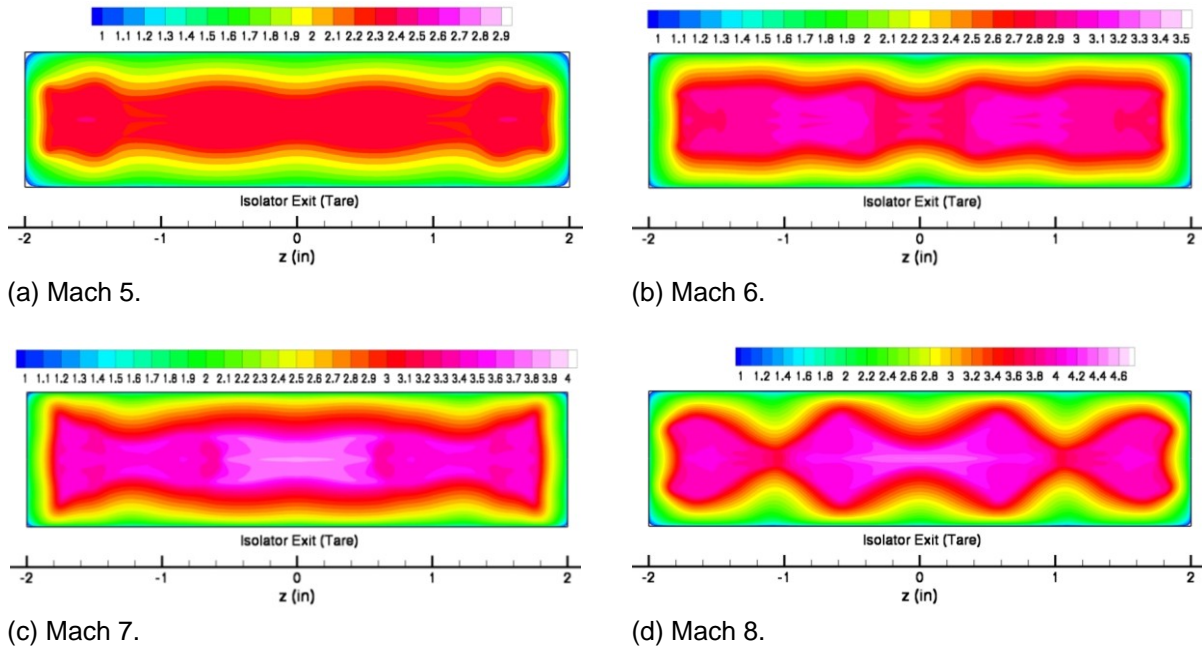 1 1.1 1.2 1.3 1.4 1.5 1.6 1.7 1.8 1.9 2 2.1 2.2 2.3 2.4 2.5 2.6 2.7 2.8 2.9
Isolator Exit (Tare)
-2 -1 0 1 2
z (in)
(a) Mach 5.
1 1.1 1.2 1.3 1.4 1.5 1.6 1.7 1.8 1.9 2 2.1 2.2 2.3 2.4 2.5 2.6 2.7 2.8 2.9 3 3.1 3.2 3.3 3.4 3.5
Isolator Exit (Tare)
-2 -1 0 1 2
z (in)
(b) Mach 6.
1 1.1 1.2 1.3 1.4 1.5 1.6 1.7 1.8 1.9 2 2.1 2.2 2.3 2.4 2.5 2.6 2.7 2.8 2.9 3 3.1 3.2 3.3 3.4 3.5 3.6 3.7 3.8 3.9 4
Isolator Exit (Tare)
-2 -1 0 1 2
z (in)
(c) Mach 7.
1 1.2 1.4 1.6 1.8 2 2.2 2.4 2.6 2.8 3 3.2 3.4 3.6 3.8 4 4.2 4.4 4.6
Isolator Exit (Tare)
-2 -1 0 1 2
z (in)
(d) Mach 8.